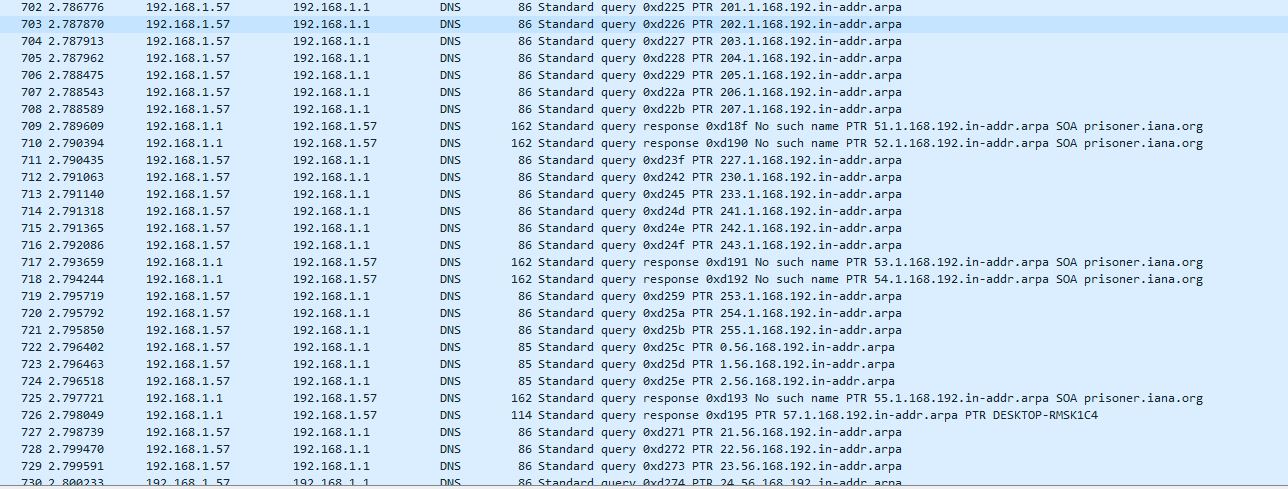 702 2.786776 192.168.1.57 192.168.1.1 DNS 86 Standard query 0xd225 PTR 201.1.168.192.in-addr.arpa
703 2.787870 192.168.1.57 192.168.1.1 DNS 86 Standard query 0xd226 PTR 202.1.168.192.in-addr.arpa
704 2.787913 192.168.1.57 192.168.1.1 DNS 86 Standard query 0xd227 PTR 203.1.168.192.in-addr.arpa
705 2.787962 192.168.1.57 192.168.1.1 DNS 86 Standard query 0xd228 PTR 204.1.168.192.in-addr.arpa
706 2.788475 192.168.1.57 192.168.1.1 DNS 86 Standard query 0xd229 PTR 205.1.168.192.in-addr.arpa
707 2.788543 192.168.1.57 192.168.1.1 DNS 86 Standard query 0xd22a PTR 206.1.168.192.in-addr.arpa
708 2.788589 192.168.1.57 192.168.1.1 DNS 86 Standard query 0xd22b PTR 207.1.168.192.in-addr.arpa
709 2.789609 192.168.1.1 192.168.1.57 DNS 162 Standard query response 0xd18f No such name PTR 51.1.168.192.in-addr.arpa SOA prisoner.iana.org
710 2.790394 192.168.1.1 192.168.1.57 DNS 162 Standard query response 0xd190 No such name PTR 52.1.168.192.in-addr.arpa SOA prisoner.iana.org
711 2.790435 192.168.1.57 192.168.1.1 DNS 86 Standard query 0xd23f PTR 227.1.168.192.in-addr.arpa
712 2.791063 192.168.1.57 192.168.1.1 DNS 86 Standard query 0xd242 PTR 230.1.168.192.in-addr.arpa
713 2.791140 192.168.1.57 192.168.1.1 DNS 86 Standard query 0xd245 PTR 233.1.168.192.in-addr.arpa
714 2.791318 192.168.1.57 192.168.1.1 DNS 86 Standard query 0xd24d PTR 241.1.168.192.in-addr.arpa
715 2.791365 192.168.1.57 192.168.1.1 DNS 86 Standard query 0xd24e PTR 242.1.168.192.in-addr.arpa
716 2.792086 192.168.1.57 192.168.1.1 DNS 86 Standard query 0xd24f PTR 243.1.168.192.in-addr.arpa
717 2.793659 192.168.1.1 192.168.1.57 DNS 162 Standard query response 0xd191 No such name PTR 53.1.168.192.in-addr.arpa SOA prisoner.iana.org
718 2.794244 192.168.1.1 192.168.1.57 DNS 162 Standard query response 0xd192 No such name PTR 54.1.168.192.in-addr.arpa SOA prisoner.iana.org
719 2.795719 192.168.1.57 192.168.1.1 DNS 86 Standard query 0xd259 PTR 253.1.168.192.in-addr.arpa
720 2.795792 192.168.1.57 192.168.1.1 DNS 86 Standard query 0xd25a PTR 254.1.168.192.in-addr.arpa
721 2.795850 192.168.1.57 192.168.1.1 DNS 86 Standard query 0xd25b PTR 255.1.168.192.in-addr.arpa
722 2.796402 192.168.1.57 192.168.1.1 DNS 85 Standard query 0xd25c PTR 0.56.168.192.in-addr.arpa
723 2.796463 192.168.1.57 192.168.1.1 DNS 85 Standard query 0xd25d PTR 1.56.168.192.in-addr.arpa
724 2.796518 192.168.1.57 192.168.1.1 DNS 85 Standard query 0xd25e PTR 2.56.168.192.in-addr.arpa
725 2.797721 192.168.1.1 192.168.1.57 DNS 162 Standard query response 0xd193 No such name PTR 55.1.168.192.in-addr.arpa SOA prisoner.iana.org
726 2.798049 192.168.1.1 192.168.1.57 DNS 114 Standard query response 0xd195 PTR 57.1.168.192.in-addr.arpa PTR DESKTOP-RMSK1C4
727 2.798739 192.168.1.57 192.168.1.1 DNS 86 Standard query 0xd271 PTR 21.56.168.192.in-addr.arpa
728 2.799470 192.168.1.57 192.168.1.1 DNS 86 Standard query 0xd272 PTR 22.56.168.192.in-addr.arpa
729 2.799591 192.168.1.57 192.168.1.1 DNS 86 Standard query 0xd273 PTR 23.56.168.192.in-addr.arpa
730 2.800233 192.168.1.57 192.168.1.1 DNS 86 Standard query 0xd274 PTR 24.56.168.192.in-addr.arpa